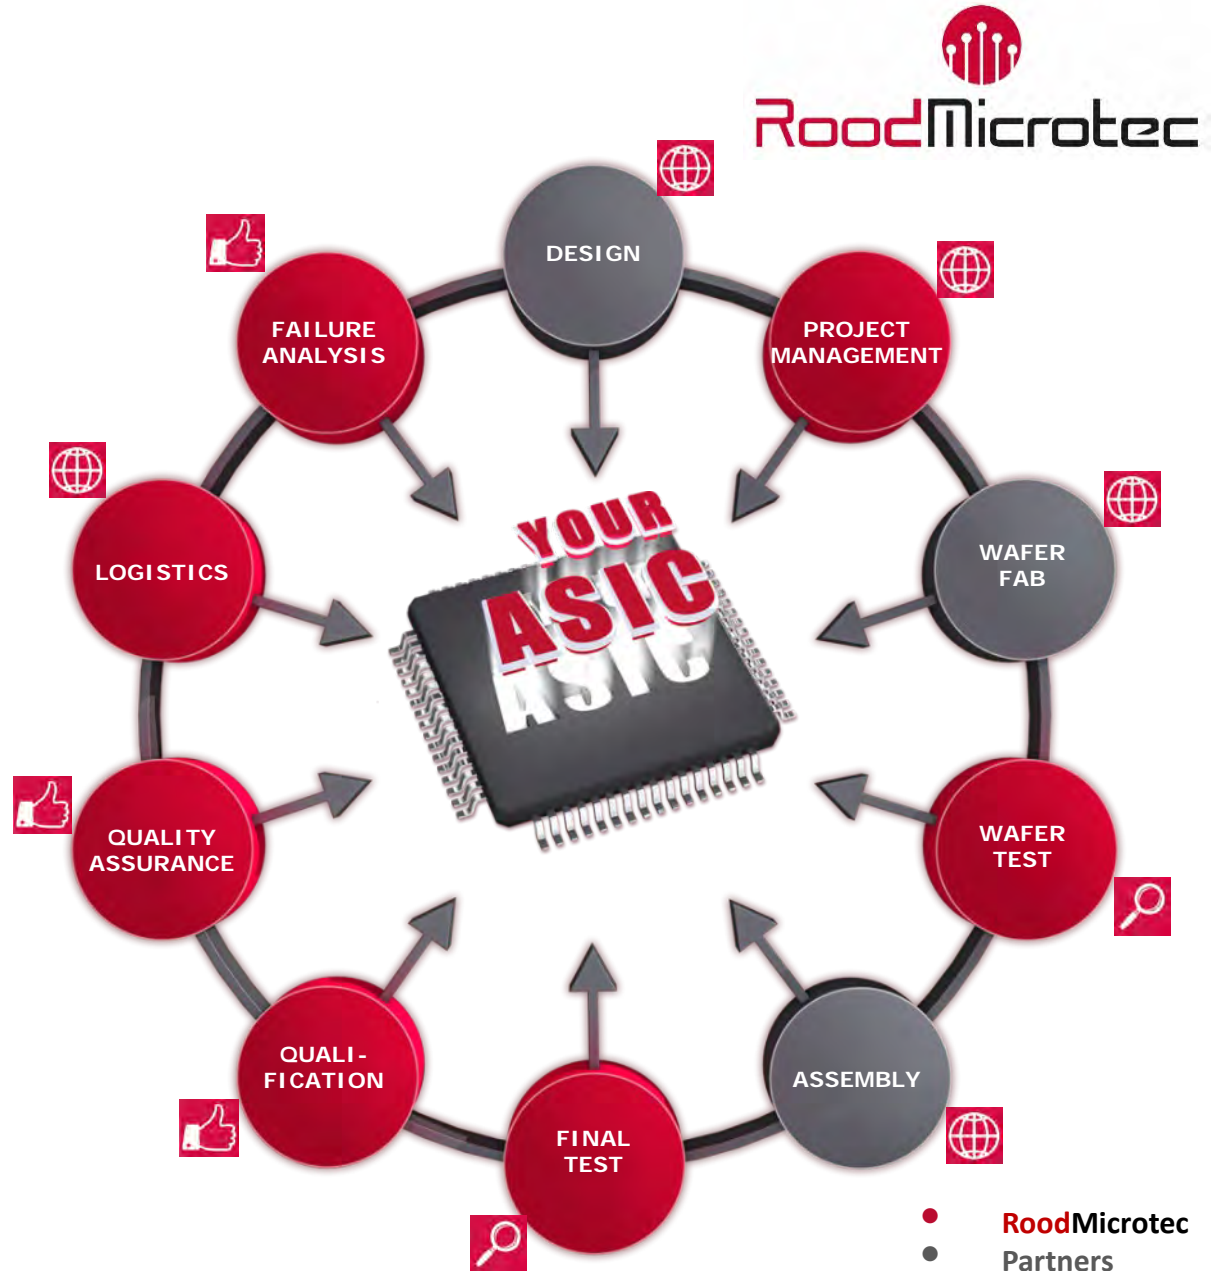 RoodMicrotec
DESIGN
PROJECT
MANAGEMENT
WAFER
FAB
WAFER
TEST
ASSEMBLY
FINAL
TEST
QUALI-
FICATION
QUALITY
ASSURANCE
LOGISTICS
FAILURE
ANALYSIS
YOUR
ASIC
ASIC
RoodMicrotec
Partners